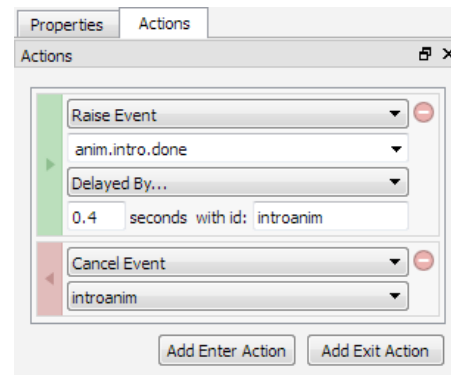 Properties Actions
Actions
Raise Event
anim.intro.done
Delayed By...
0.4 seconds with id: introanim
Cancel Event
introanim
Add Enter Action Add Exit Action